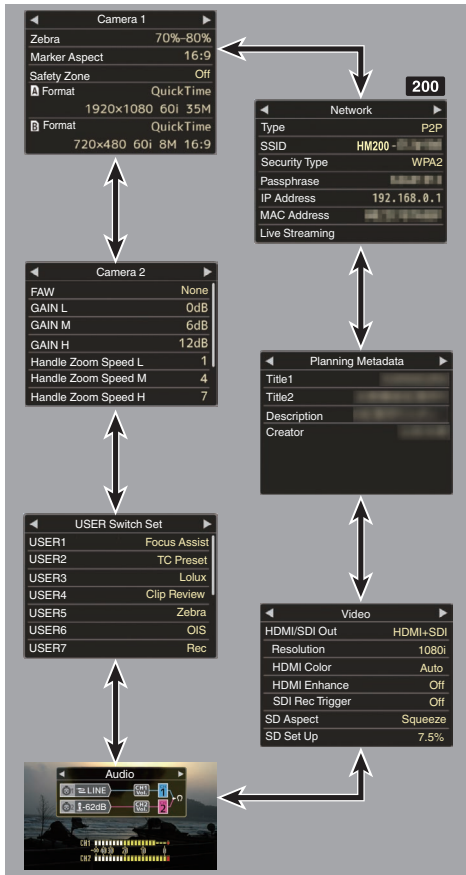 Camera 1
Zebra 70%-80%
Marker Aspect 16:9
Safety Zone Off
A Format QuickTime
1920×1080 60i 35M
B Format QuickTime
720×480 60i 8M 16:9
Camera 2
FAW None
GAIN L 0dB
GAIN M 6dB
GAIN H 12dB
Handle Zoom Speed L 1
Handle Zoom Speed M 4
Handle Zoom Speed H 7
USER Switch Set
USER1 Focus Assist
USER2 TC Preset
USER3 Lolux
USER4 Clip Review
USER5 Zebra
USER6 OIS
USER7 Rec
Audio
LINE CH1 Vol. 1
-62dB CH2 Vol. 2
CH1
20 10 0
CH2
200
Network
Type P2P
SSID HM200 -
Security Type WPA2
Passphrase
IP Address 192.168.0.1
MAC Address
Live Streaming
Planning Metadata
Title1
Title2
Description
Creator
Video
HDMI/SDI Out HDMI+SDI
Resolution 1080i
HDMI Color Auto
HDMI Enhance Off
SDI Rec Trigger Off
SD Aspect Squeeze
SD Set Up 7.5%